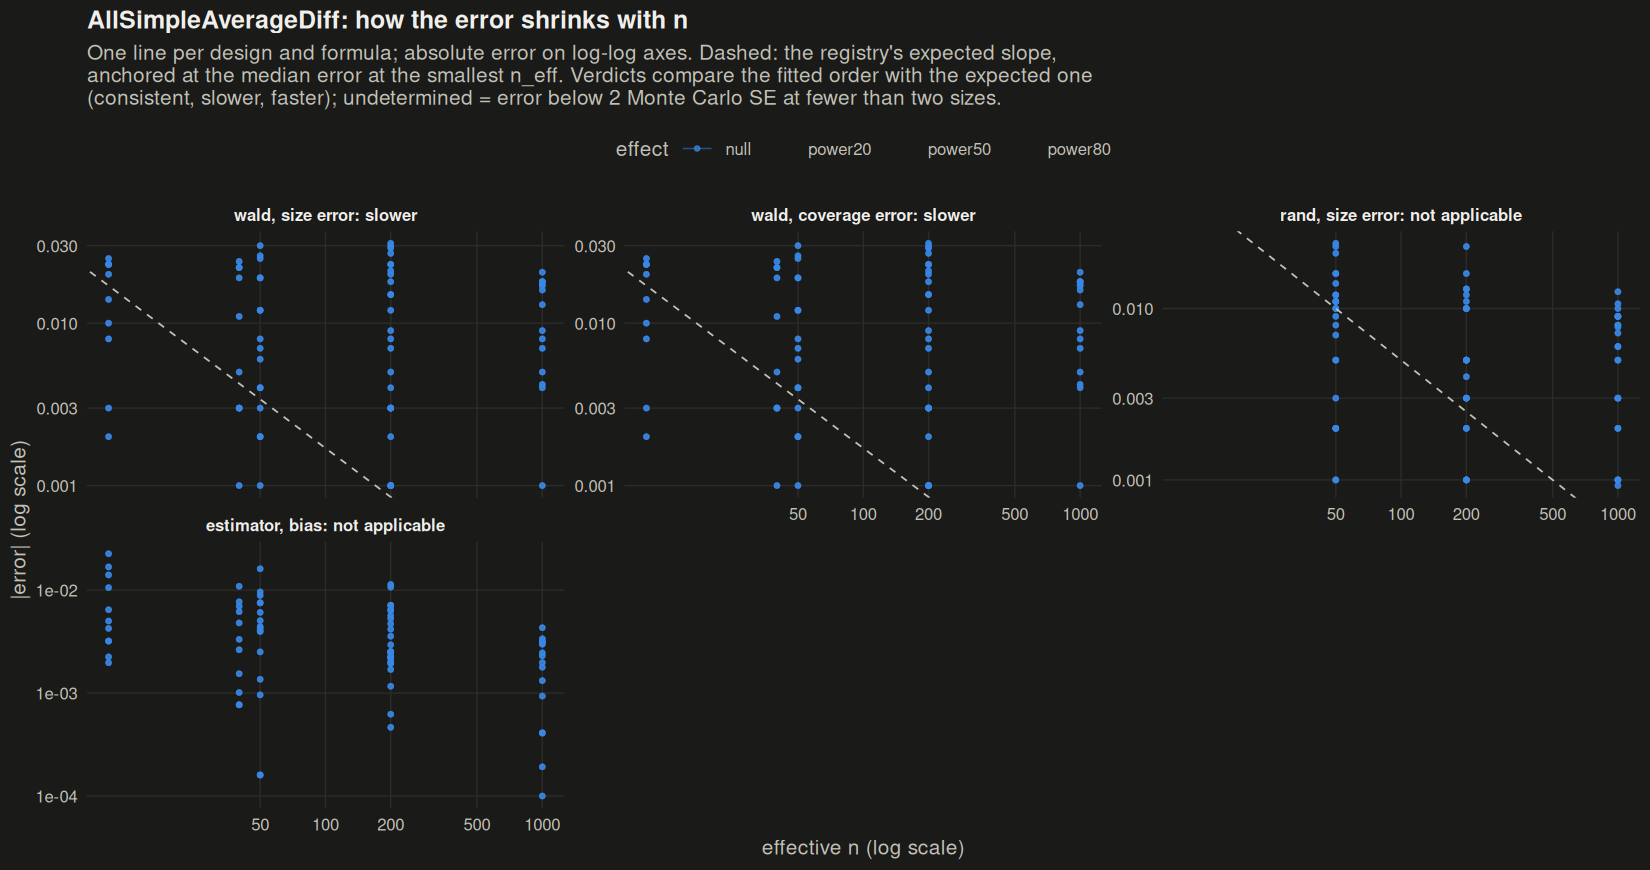 AllSimpleAverageDiff: how the error shrinks with n
One line per design and formula; absolute error on log-log axes. Dashed: the registry's expected slope,
anchored at the median error at the smallest n_eff. Verdicts compare the fitted order with the expected one
(consistent, slower, faster); undetermined = error below 2 Monte Carlo SE at fewer than two sizes.
effect null power20 power50 power80
wald, size error: slower
0.030
0.010
0.003
0.001
wald, coverage error: slower
0.030
0.010
0.003
0.001
50 100 200 500 1000
rand, size error: not applicable
0.010
0.003
0.001
50 100 200 500 1000
estimator, bias: not applicable
1e-02
1e-03
1e-04
50 100 200 500 1000
|error| (log scale)
effective n (log scale)